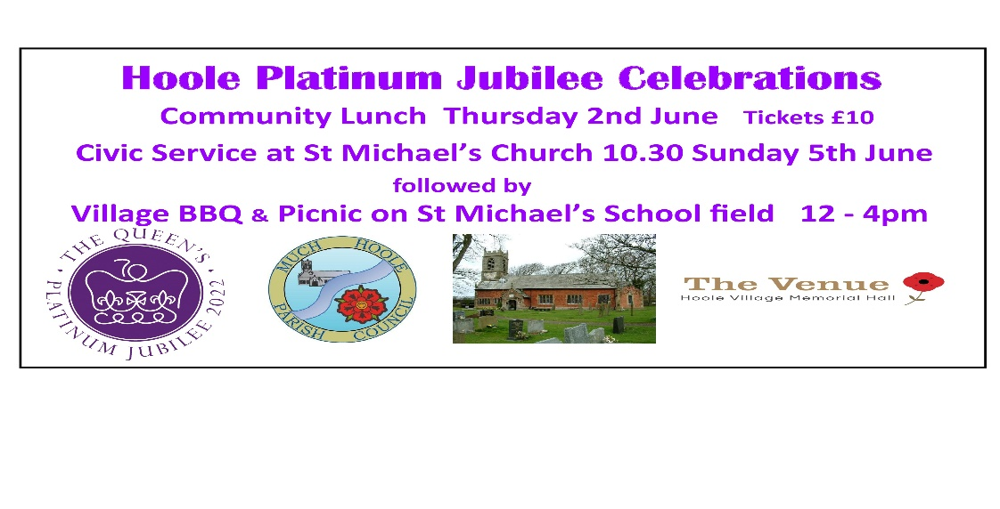 Hoole Platinum Jubilee Celebrations
Community Lunch Thursday 2nd June Tickets £10
Civic Service at St Michael's Church 10.30 Sunday 5th June
followed by
Village BBQ & Picnic on St Michael's School field 12 - 4pm
· THE QUEEN'S ·
PLATINUM JUBILEE 2022
70
MUCH HOOLE
PARISH COUNCIL
The Venue
Hoole Village Memorial Hall